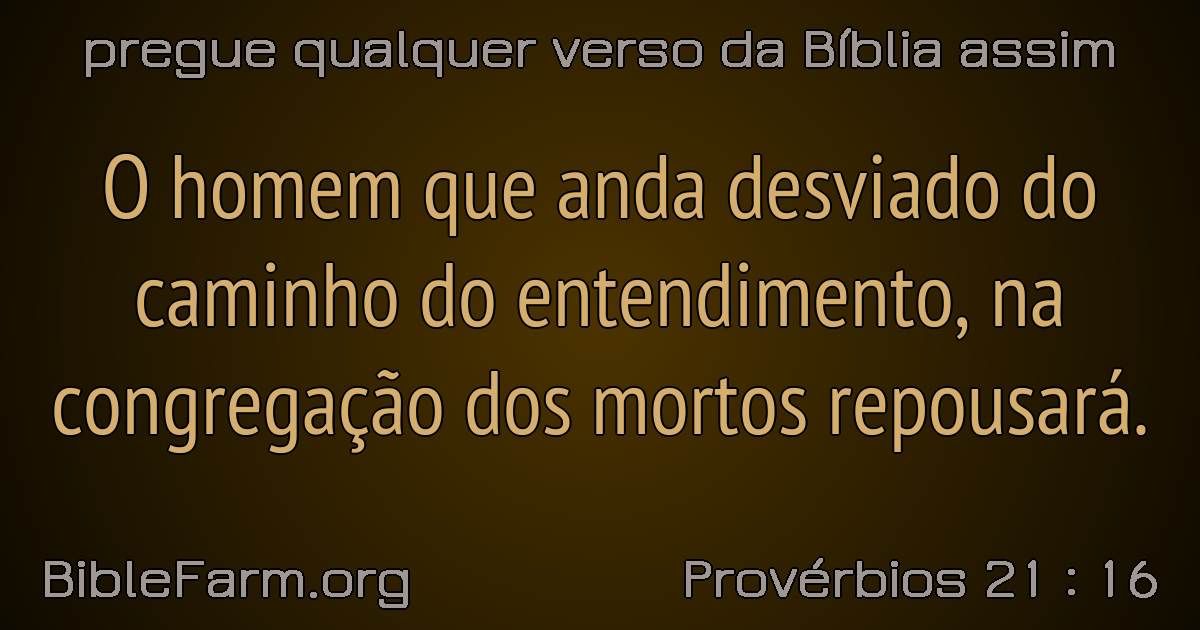 pregue qualquer verso da Bíblia assim
O homem que anda desviado do
caminho do entendimento, na
congregação dos mortos repousará.
BibleFarm.org
Provérbios 21 : 16